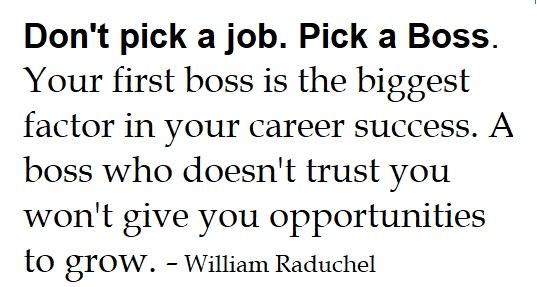 Don't pick a job. Pick a Boss.
Your first boss is the biggest
factor in your career success. A
boss who doesn't trust you
won't give you opportunities
to grow. - William Raduchel